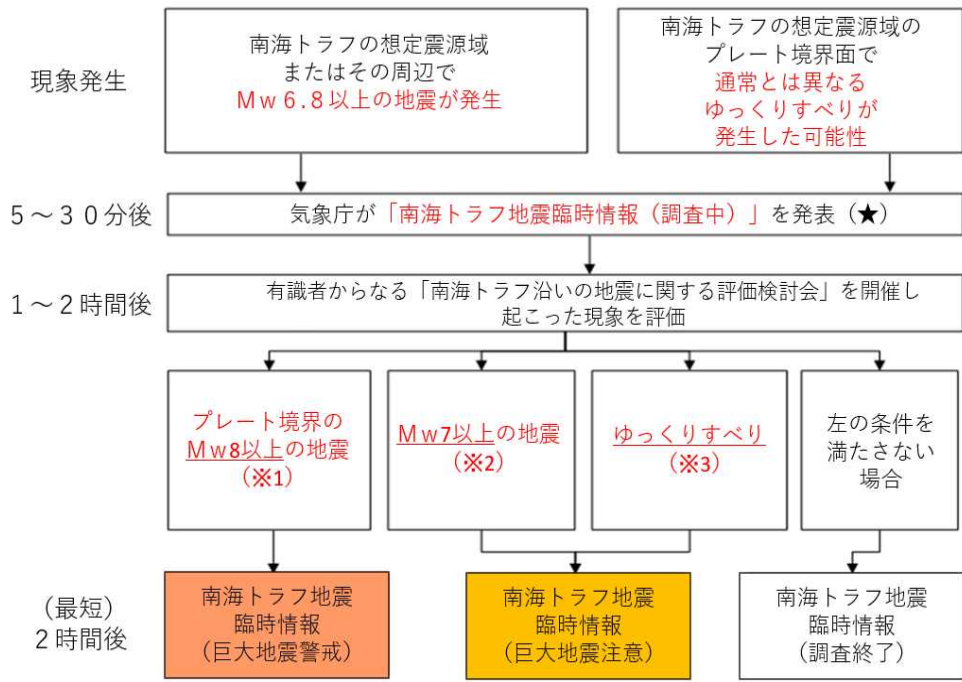 現象発生
南海トラフの想定震源域
またはその周辺で
Ｍｗ６.８以上の地震が発生
南海トラフの想定震源域の
プレート境界面で
通常とは異なる
ゆっくりすべりが
発生した可能性
５～３０分後
気象庁が「南海トラフ地震臨時情報（調査中）」を発表（★）
１～２時間後
有識者からなる「南海トラフ沿いの地震に関する評価検討会」を開催し
起こった現象を評価
プレート境界の
Ｍｗ8以上の地震
（※1）
Ｍｗ7以上の地震
（※2）
ゆっくりすべり
（※3）
左の条件を
満たさない
場合
（最短）
２時間後
南海トラフ地震
臨時情報
（巨大地震警戒）
南海トラフ地震
臨時情報
（巨大地震注意）
南海トラフ地震
臨時情報
（調査終了）